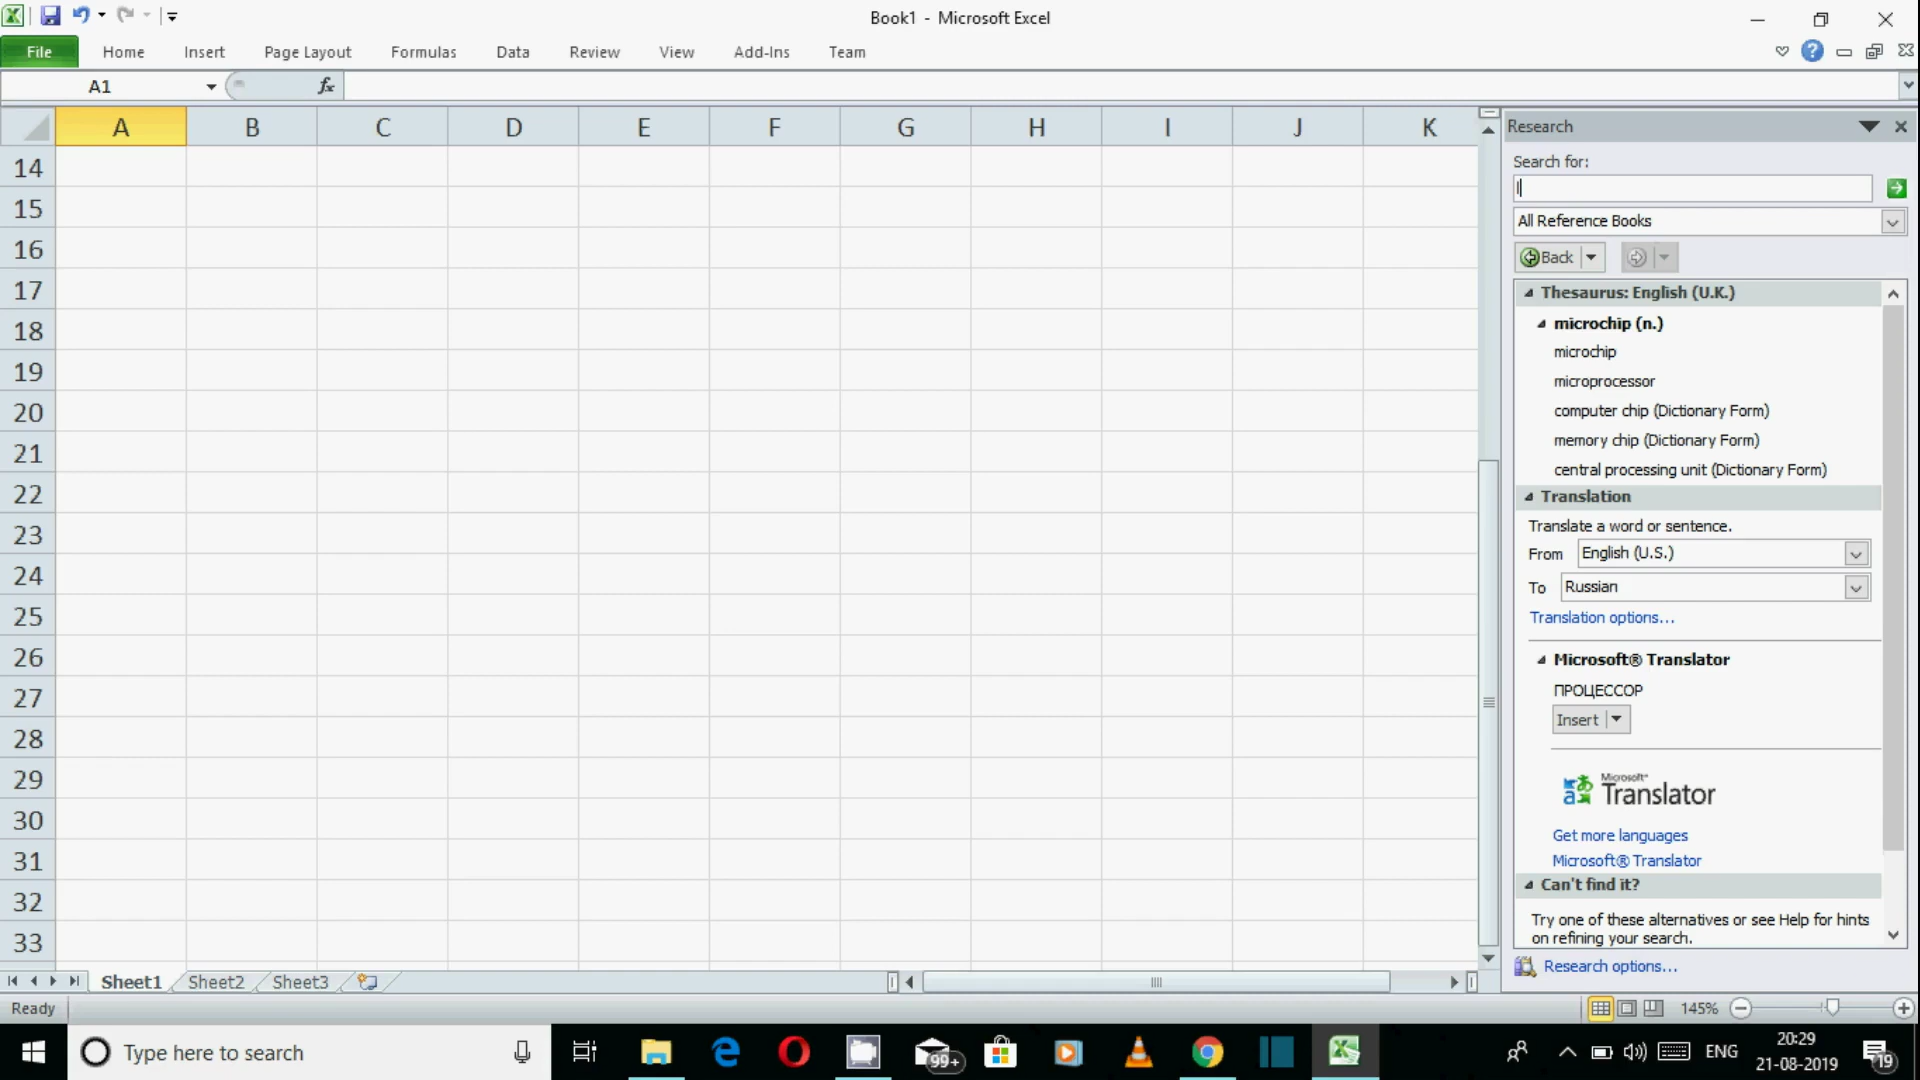 Book1 - Microsoft Excel
File Home Insert Page Layout Formulas Data Review View Add-Ins Team
A1 fx
A B C D E F G H I J K
14
15
16
17
18
19
20
21
22
23
24
25
26
27
28
29
30
31
32
33
Research
Search for:
All Reference Books
Back
Thesaurus: English (U.K.)
microchip (n.)
microchip
microprocessor
computer chip (Dictionary Form)
memory chip (Dictionary Form)
central processing unit (Dictionary Form)
Translation
Translate a word or sentence.
From English (U.S.)
To Russian
Translation options...
Microsoft® Translator
ПРОЦЕССОР
Insert
Microsoft®
Translator
Get more languages
Microsoft® Translator
Can't find it?
Try one of these alternatives or see Help for hints
on refining your search.
Research options...
Sheet1 Sheet2 Sheet3
Ready 145%
Type here to search 99+ ENG 20:29
21-08-2019 19